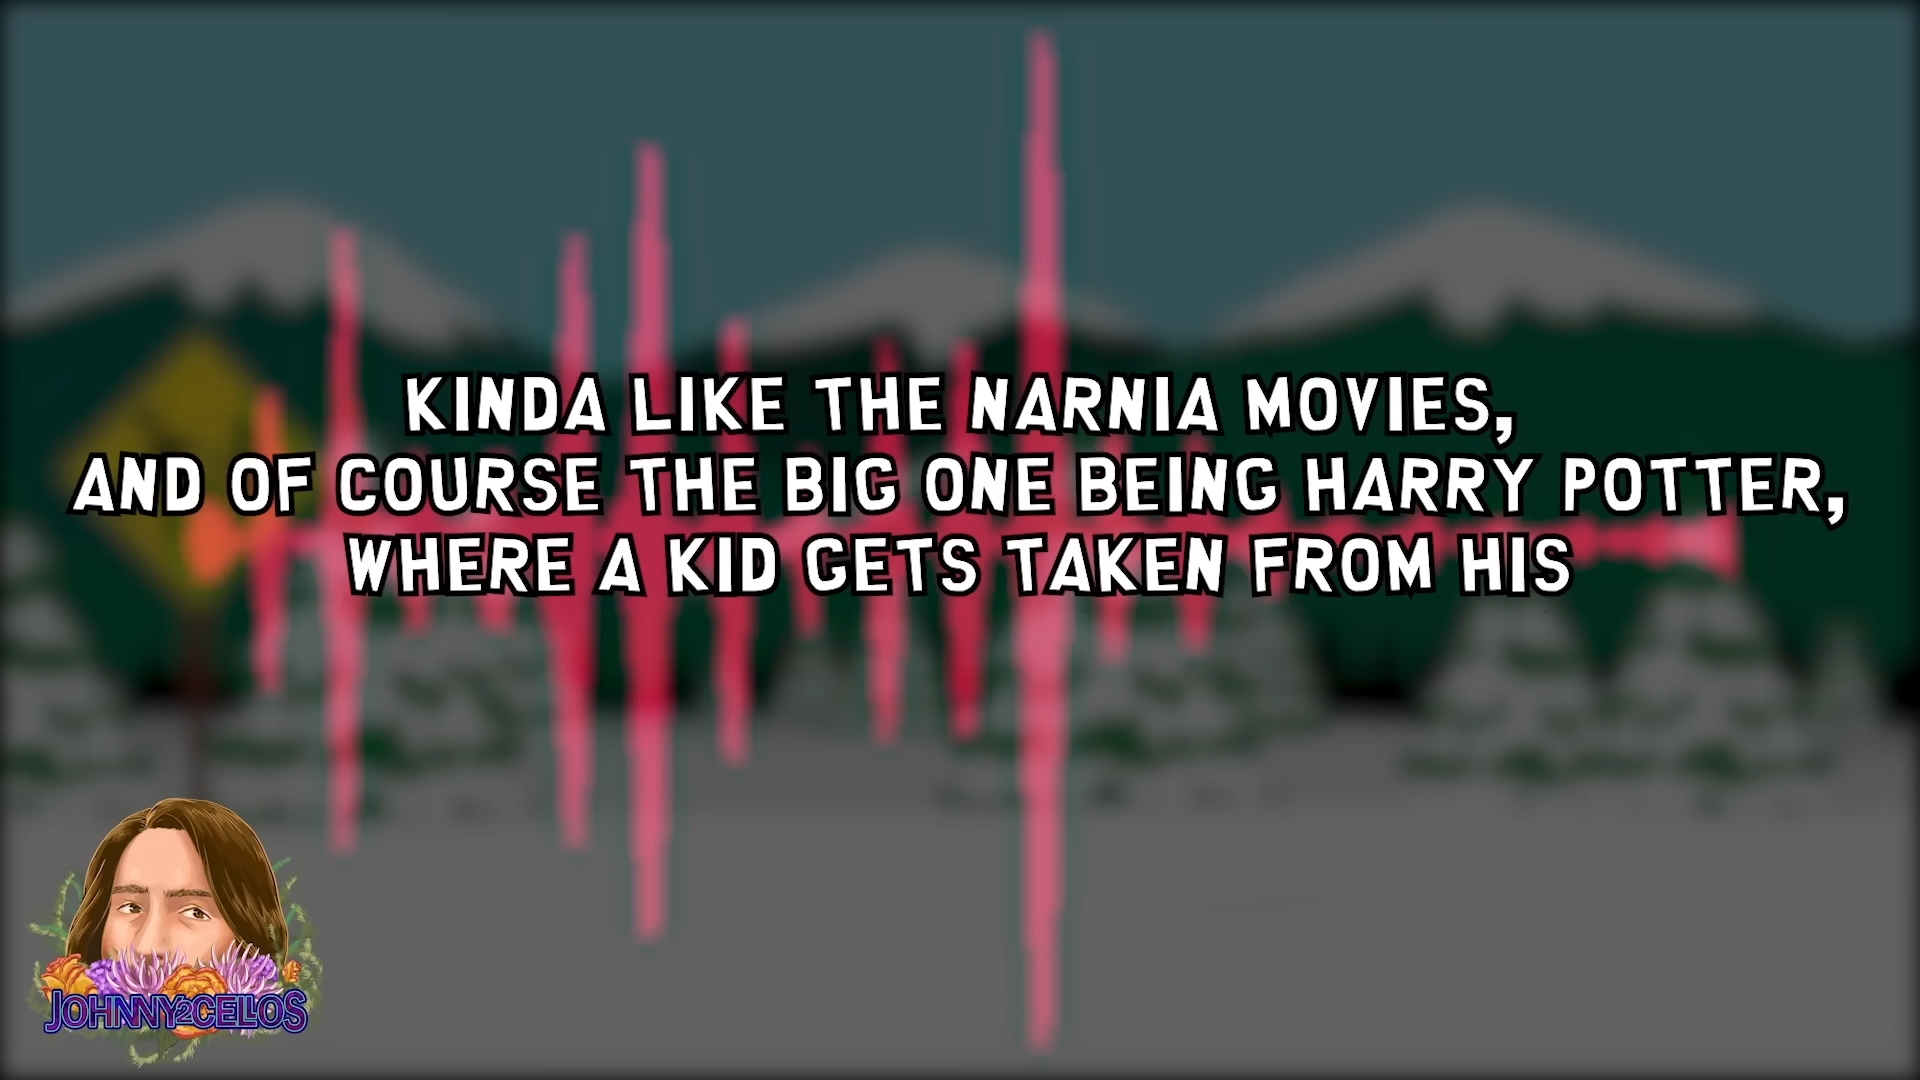 KINDA LIKE THE NARNIA MOVIES,
AND OF COURSE THE BIG ONE BEING HARRY POTTER,
WHERE A KID GETS TAKEN FROM HIS
JOHNNY2CELLOS